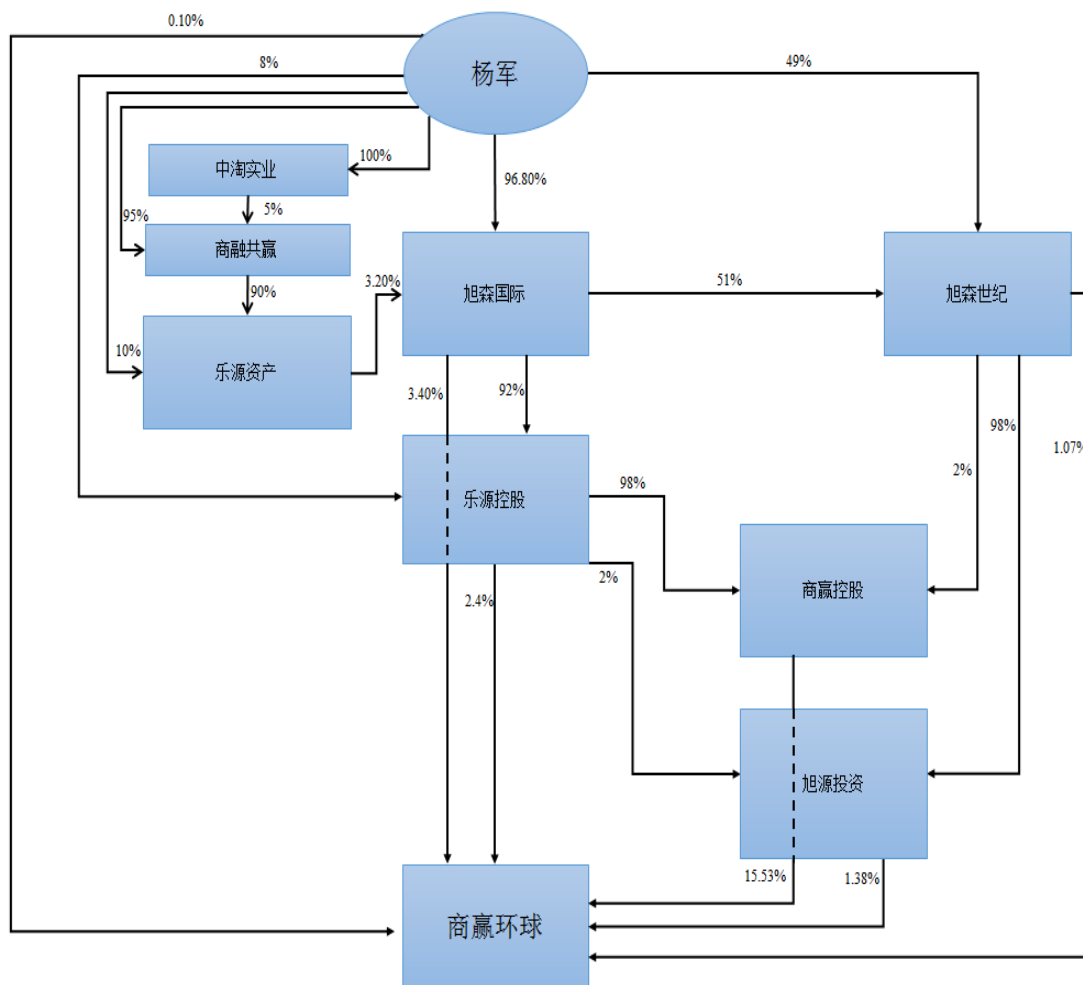 0.10%
杨军
8%
49%
100%
中淘实业
96.80%
5%
95%
商融共赢
90%
3.20%
旭森国际
51%
旭森世纪
10%
乐源资产
3.40%
92%
98%
1.07%
2%
乐源控股
98%
2%
商赢控股
2.4%
旭源投资
15.53%
1.38%
商赢环球